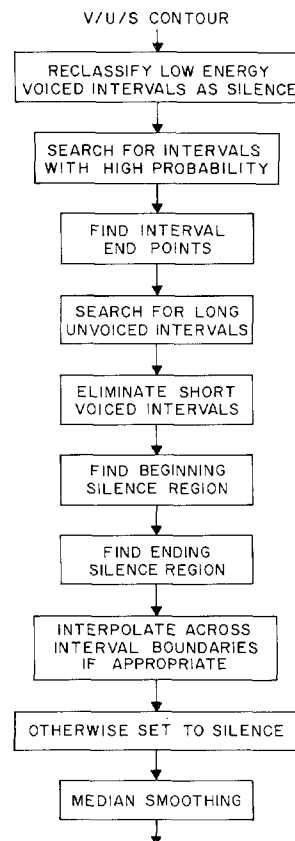 V/U/S CONTOUR
RECLASSIFY LOW ENERGY
VOICED INTERVALS AS SILENCE
SEARCH FOR INTERVALS
WITH HIGH PROBABILITY
FIND INTERVAL
END POINTS
SEARCH FOR LONG
UNVOICED INTERVALS
ELIMINATE SHORT
VOICED INTERVALS
FIND BEGINNING
SILENCE REGION
FIND ENDING
SILENCE REGION
INTERPOLATE ACROSS
INTERVAL BOUNDARIES
IF APPROPRIATE
OTHERWISE SET TO SILENCE
MEDIAN SMOOTHING